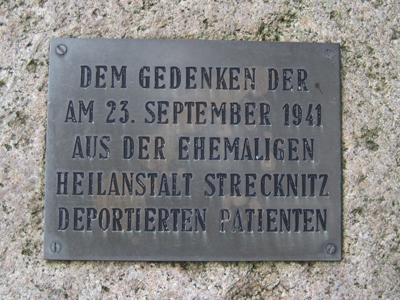 DEM GEDENKEN DER
AM 23. SEPTEMBER 1941
AUS DER EHEMALIGEN
HEILANSTALT STRECKNITZ
DEPORTIERTEN PATIENTEN